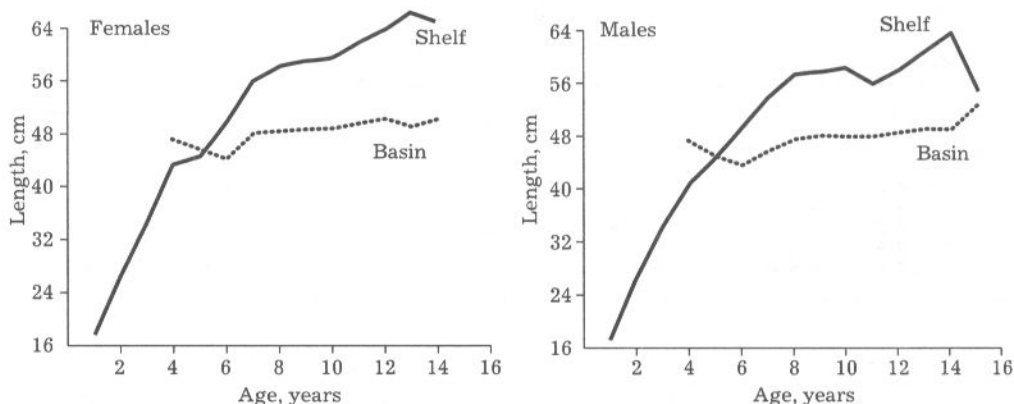 Females
Shelf
Basin
Length, cm
64
56
48
40
32
24
16
2 4 6 8 10 12 14 16
Age, years
Males
Shelf
Basin
Length, cm
64
56
48
40
32
24
16
2 4 6 8 10 12 14 16
Age, years